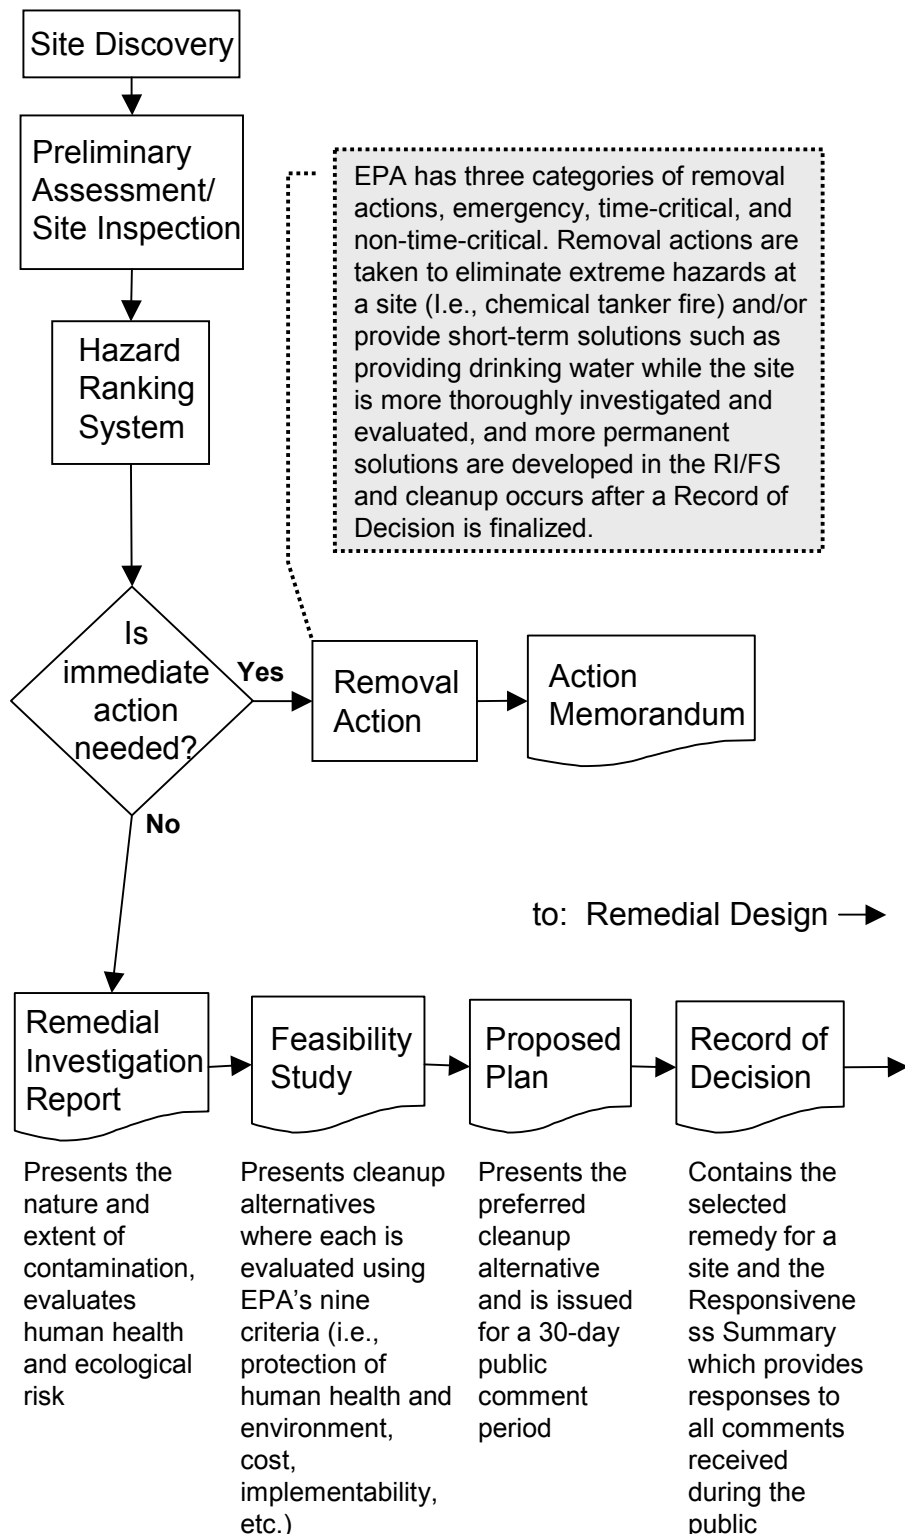 Site Discovery
Preliminary
Assessment/
Site Inspection
Hazard
Ranking
System
EPA has three categories of removal
actions, emergency, time-critical, and
non-time-critical. Removal actions are
taken to eliminate extreme hazards at
a site (I.e., chemical tanker fire) and/or
provide short-term solutions such as
providing drinking water while the site
is more thoroughly investigated and
evaluated, and more permanent
solutions are developed in the RI/FS
and cleanup occurs after a Record of
Decision is finalized.
Is
immediate
action
needed?
Yes
Removal
Action
Action
Memorandum
No
to: Remedial Design
Remedial
Investigation
Report
Feasibility
Study
Proposed
Plan
Record of
Decision
Presents the
nature and
extent of
contamination,
evaluates
human health
and ecological
risk
Presents cleanup
alternatives
where each is
evaluated using
EPA's nine
criteria (i.e.,
protection of
human health and
environment,
cost,
implementability,
etc.)
Presents the
preferred
cleanup
alternative
and is issued
for a 30-day
public
comment
period
Contains the
selected
remedy for a
site and the
Responsivene
ss Summary
which provides
responses to
all comments
received
during the
public